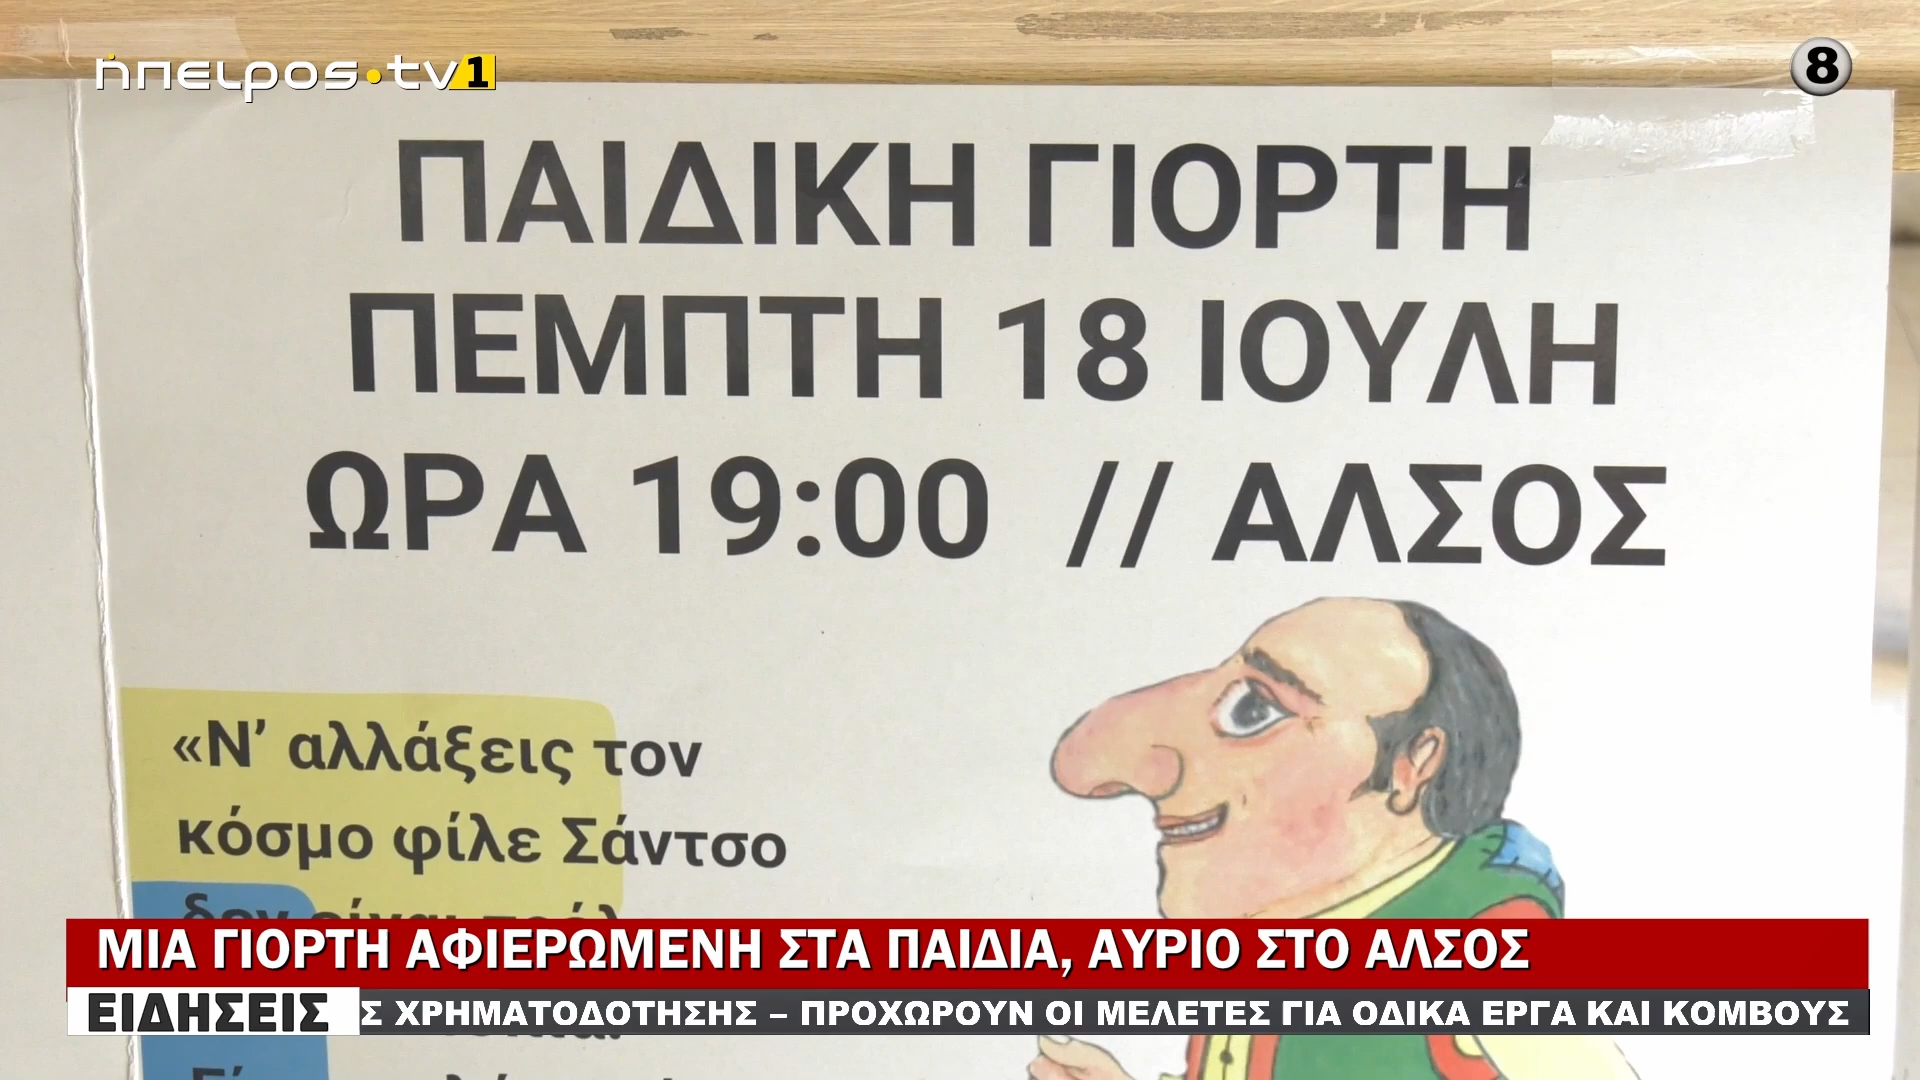 ήπειρος.tv1
8
ΠΑΙΔΙΚΗ ΓΙΟΡΤΗ
ΠΕΜΠΤΗ 18 ΙΟΥΛΗ
ΩΡΑ 19:00 // ΑΛΣΟΣ
«Ν’ αλλάξεις τον
κόσμο φίλε Σάντσο
ΜΙΑ ΓΙΟΡΤΗ ΑΦΙΕΡΩΜΕΝΗ ΣΤΑ ΠΑΙΔΙΑ, ΑΥΡΙΟ ΣΤΟ ΑΛΣΟΣ
ΕΙΔΗΣΕΙΣ Σ ΧΡΗΜΑΤΟΔΟΤΗΣΗΣ – ΠΡΟΧΩΡΟΥΝ ΟΙ ΜΕΛΕΤΕΣ ΓΙΑ ΟΔΙΚΑ ΕΡΓΑ ΚΑΙ ΚΟΜΒΟΥΣ